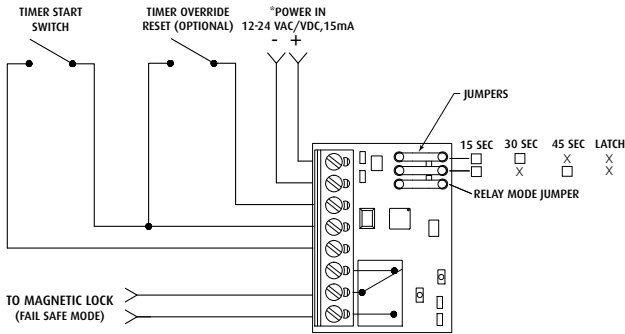 TIMER START
SWITCH
TIMER OVERRIDE
RESET (OPTIONAL)
*POWER IN
12-24 VAC/VDC,15mA
- +
JUMPERS
15 SEC 30 SEC 45 SEC LATCH
X X
X X
RELAY MODE JUMPER
TO MAGNETIC LOCK
(FAIL SAFE MODE)